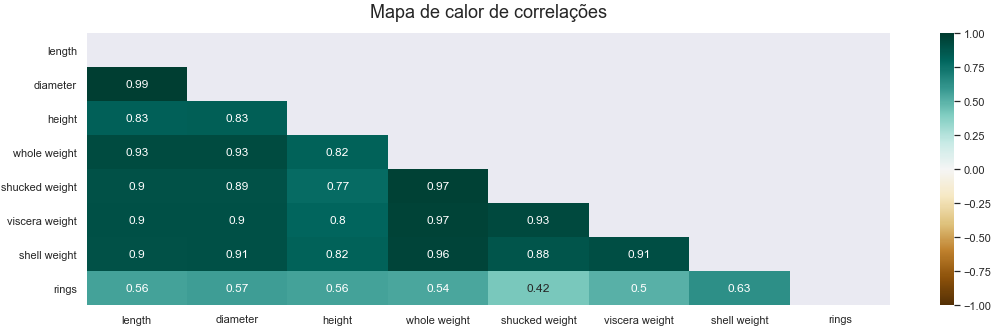 Mapa de calor de correlações
length
diameter 0.99
height 0.83 0.83
whole weight 0.93 0.93 0.82
shucked weight 0.9 0.89 0.77 0.97
viscera weight 0.9 0.9 0.8 0.97 0.93
shell weight 0.9 0.91 0.82 0.96 0.88 0.91
rings 0.56 0.57 0.56 0.54 0.42 0.5 0.63
length diameter height whole weight shucked weight viscera weight shell weight rings
1.00
0.75
0.50
0.25
0.00
−0.25
−0.50
−0.75
−1.00